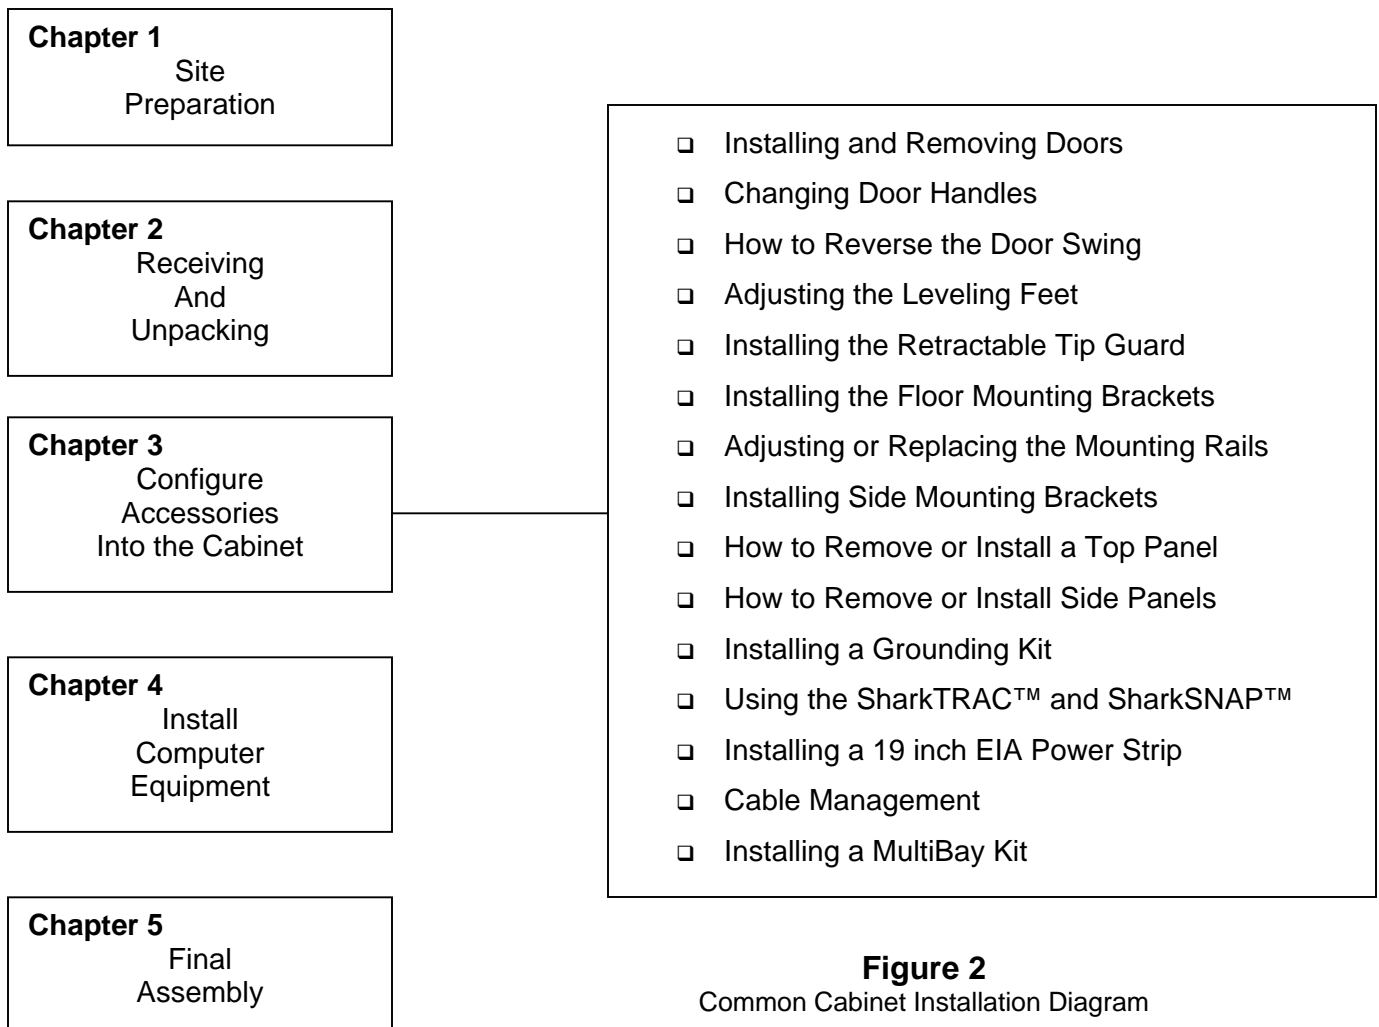 Chapter 1
Site
Preparation
Chapter 2
Receiving
And
Unpacking
Chapter 3
Configure
Accessories
Into the Cabinet
Chapter 4
Install
Computer
Equipment
Chapter 5
Final
Assembly
❑ Installing and Removing Doors
❑ Changing Door Handles
❑ How to Reverse the Door Swing
❑ Adjusting the Leveling Feet
❑ Installing the Retractable Tip Guard
❑ Installing the Floor Mounting Brackets
❑ Adjusting or Replacing the Mounting Rails
❑ Installing Side Mounting Brackets
❑ How to Remove or Install a Top Panel
❑ How to Remove or Install Side Panels
❑ Installing a Grounding Kit
❑ Using the SharkTRAC™ and SharkSNAP™
❑ Installing a 19 inch EIA Power Strip
❑ Cable Management
❑ Installing a MultiBay Kit
Figure 2
Common Cabinet Installation Diagram